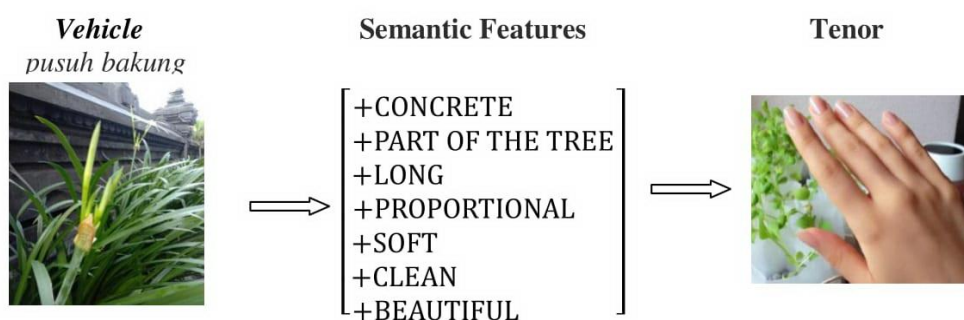 Vehicle
pusuh bakung
Semantic Features
+CONCRETE
+PART OF THE TREE
+LONG
+PROPORTIONAL
+SOFT
+CLEAN
+BEAUTIFUL
Tenor